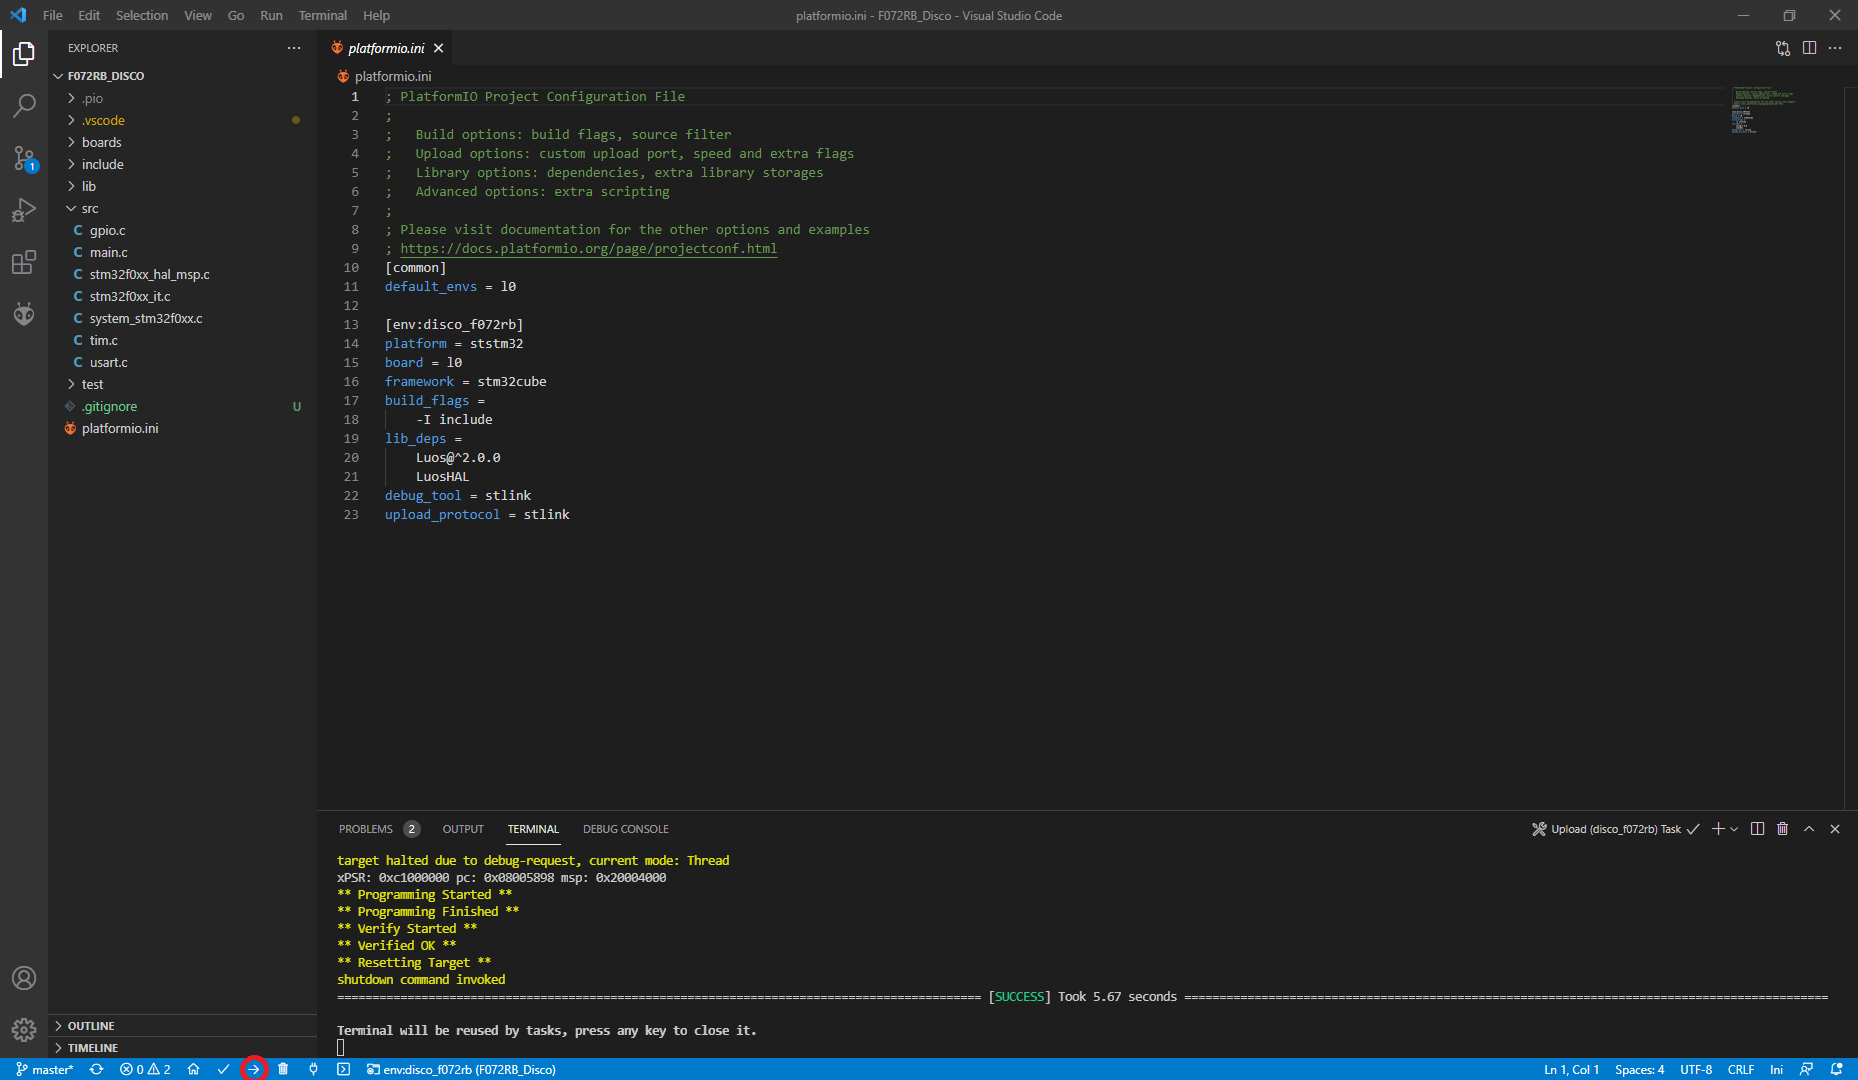 File Edit Selection View Go Run Terminal Help
platformio.ini - F072RB_Disco - Visual Studio Code
EXPLORER
F072RB_DISCO
.pio
.vscode
boards
include
lib
src
gpio.c
main.c
stm32f0xx_hal_msp.c
stm32f0xx_it.c
system_stm32f0xx.c
tim.c
usart.c
test
.gitignore U
platformio.ini
OUTLINE
TIMELINE
1
platformio.ini
platformio.ini
1 ; PlatformIO Project Configuration File
2 ;
3 ;   Build options: build flags, source filter
4 ;   Upload options: custom upload port, speed and extra flags
5 ;   Library options: dependencies, extra library storages
6 ;   Advanced options: extra scripting
7 ;
8 ; Please visit documentation for the other options and examples
9 ; https://docs.platformio.org/page/projectconf.html
10 [common]
11 default_envs = l0
12
13 [env:disco_f072rb]
14 platform = ststm32
15 board = l0
16 framework = stm32cube
17 build_flags =
18     -I include
19 lib_deps =
20     Luos@^2.0.0
21     LuosHAL
22 debug_tool = stlink
23 upload_protocol = stlink
PROBLEMS 2 OUTPUT TERMINAL DEBUG CONSOLE
Upload (disco_f072rb) Task
target halted due to debug-request, current mode: Thread
xPSR: 0xc1000000 pc: 0x08005898 msp: 0x20004000
** Programming Started **
** Programming Finished **
** Verify Started **
** Verified OK **
** Resetting Target **
shutdown command invoked
[SUCCESS] Took 5.67 seconds
Terminal will be reused by tasks, press any key to close it.
master* 0 2 env:disco_f072rb (F072RB_Disco) Ln 1, Col 1 Spaces: 4 UTF-8 CRLF Ini